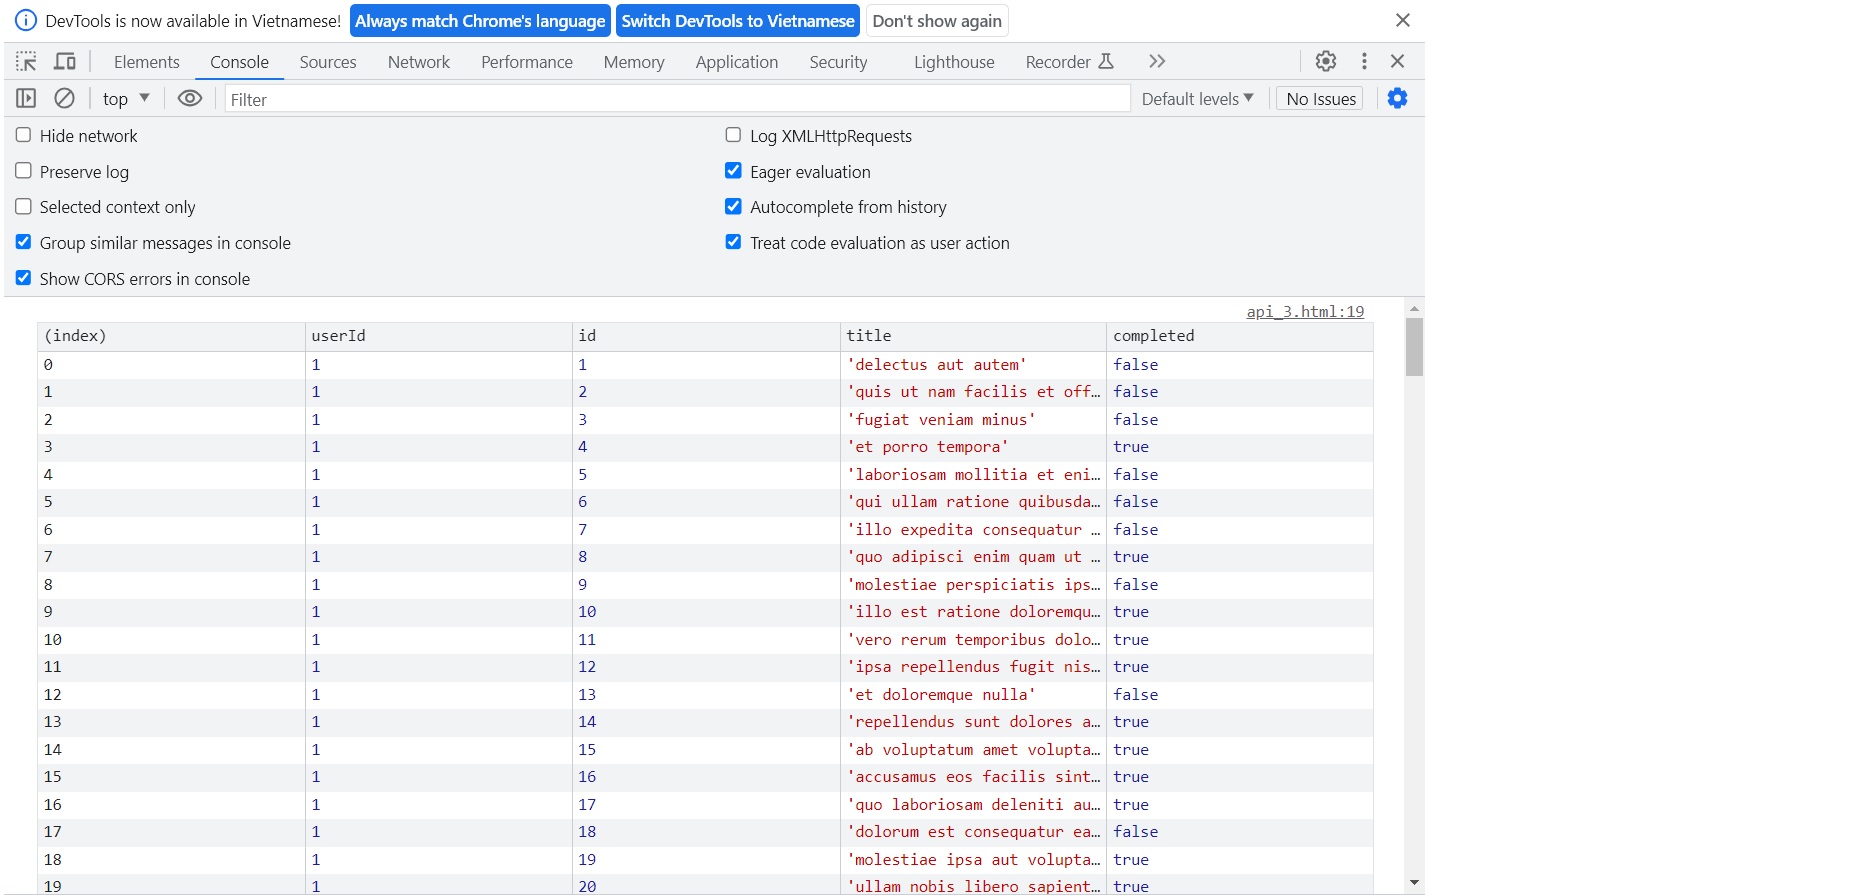 DevTools is now available in Vietnamese! Always match Chrome's language Switch DevTools to Vietnamese Don't show again
Elements Console Sources Network Performance Memory Application Security Lighthouse Recorder
top Filter Default levels No Issues
Hide network Log XMLHttpRequests
Preserve log Eager evaluation
Selected context only Autocomplete from history
Group similar messages in console Treat code evaluation as user action
Show CORS errors in console
api_3.html:19
(index) userId id title completed
0 1 1 'delectus aut autem' false
1 1 2 'quis ut nam facilis et off… false
2 1 3 'fugiat veniam minus' false
3 1 4 'et porro tempora' true
4 1 5 'laboriosam mollitia et eni… false
5 1 6 'qui ullam ratione quibusda… false
6 1 7 'illo expedita consequatur … false
7 1 8 'quo adipisci enim quam ut … true
8 1 9 'molestiae perspiciatis ips… false
9 1 10 'illo est ratione doloremqu… true
10 1 11 'vero rerum temporibus dolo… true
11 1 12 'ipsa repellendus fugit nis… true
12 1 13 'et doloremque nulla' false
13 1 14 'repellendus sunt dolores a… true
14 1 15 'ab voluptatum amet volupta… true
15 1 16 'accusamus eos facilis sint… true
16 1 17 'quo laboriosam deleniti au… true
17 1 18 'dolorum est consequatur ea… false
18 1 19 'molestiae ipsa aut volupta… true
19 1 20 'ullam nobis libero sapient… true